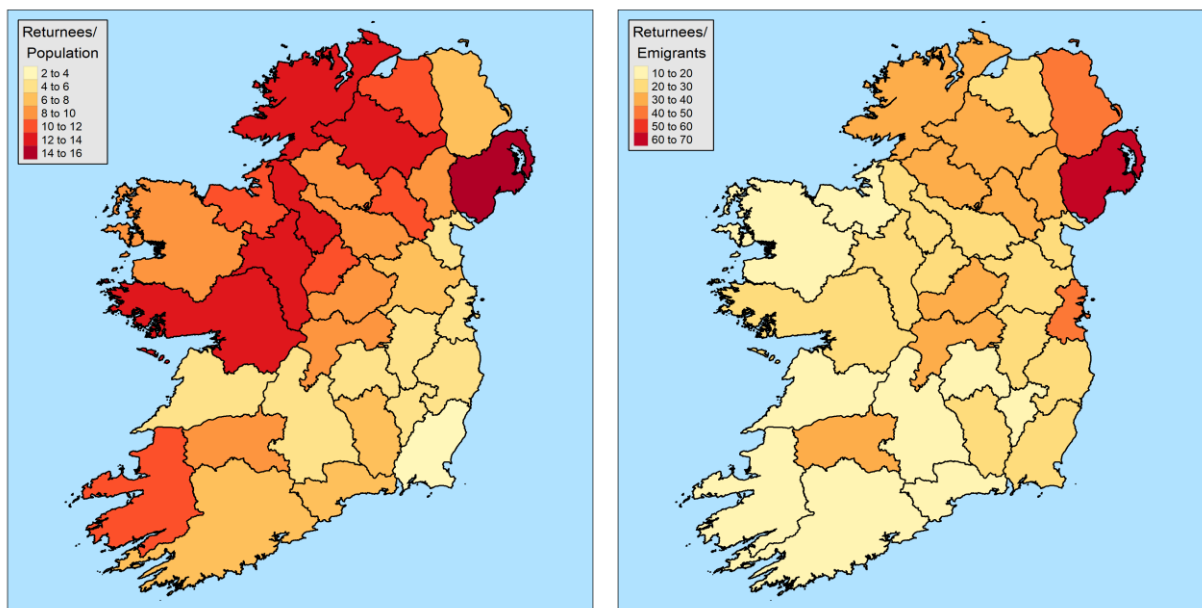 Returnees/
Population
2 to 4
4 to 6
6 to 8
8 to 10
10 to 12
12 to 14
14 to 16
Returnees/
Emigrants
10 to 20
20 to 30
30 to 40
40 to 50
50 to 60
60 to 70